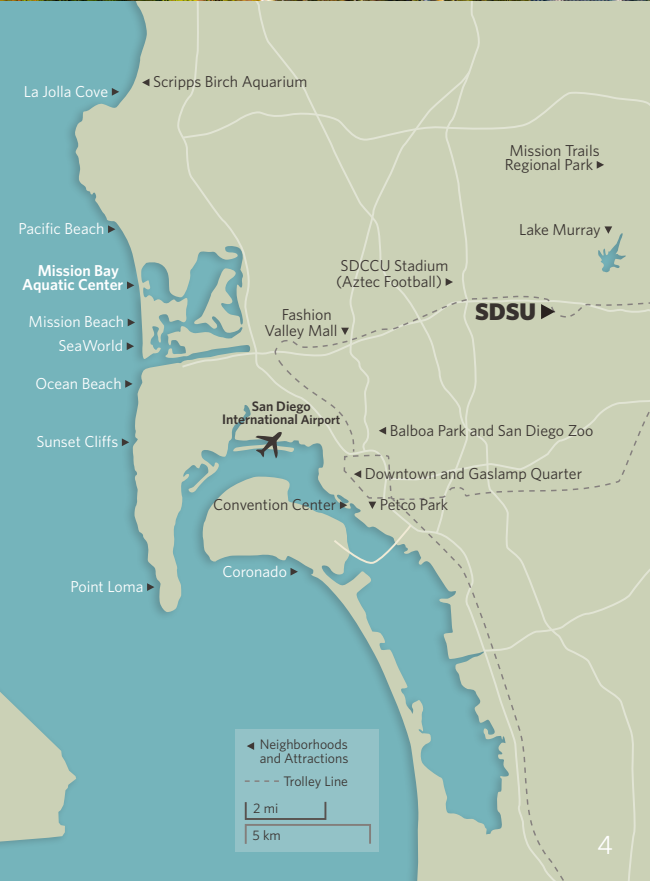 Scripps Birch Aquarium
La Jolla Cove
Mission Trails
Regional Park
Pacific Beach
Lake Murray
Mission Bay
Aquatic Center
SDCCU Stadium
(Aztec Football)
SDSU
Mission Beach
Fashion
Valley Mall
SeaWorld
Ocean Beach
San Diego
International Airport
Balboa Park and San Diego Zoo
Sunset Cliffs
Downtown and Gaslamp Quarter
Convention Center
Petco Park
Coronado
Point Loma
Neighborhoods
and Attractions
Trolley Line
2 mi
5 km
4